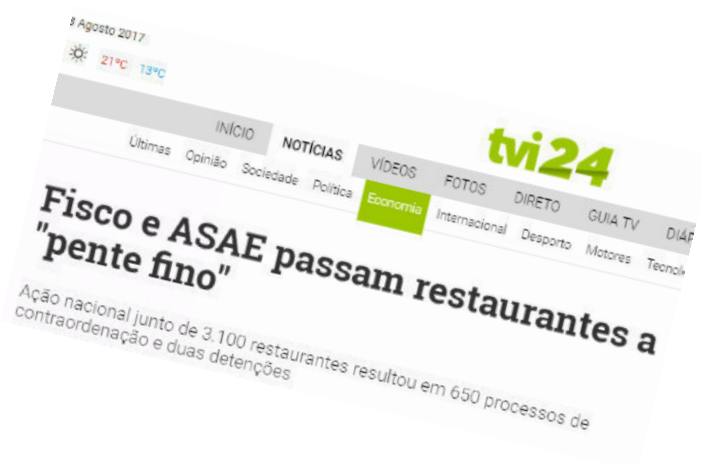 8 Agosto 2017
21ºC 13ºC
tvi24
INÍCIO NOTÍCIAS VÍDEOS FOTOS DIRETO GUIA TV
Últimas Opinião Sociedade Política Economia Internacional Desporto Motores
Fisco e ASAE passam restaurantes a
"pente fino"
Ação nacional junto de 3.100 restaurantes resultou em 650 processos de
contraordenação e duas detenções